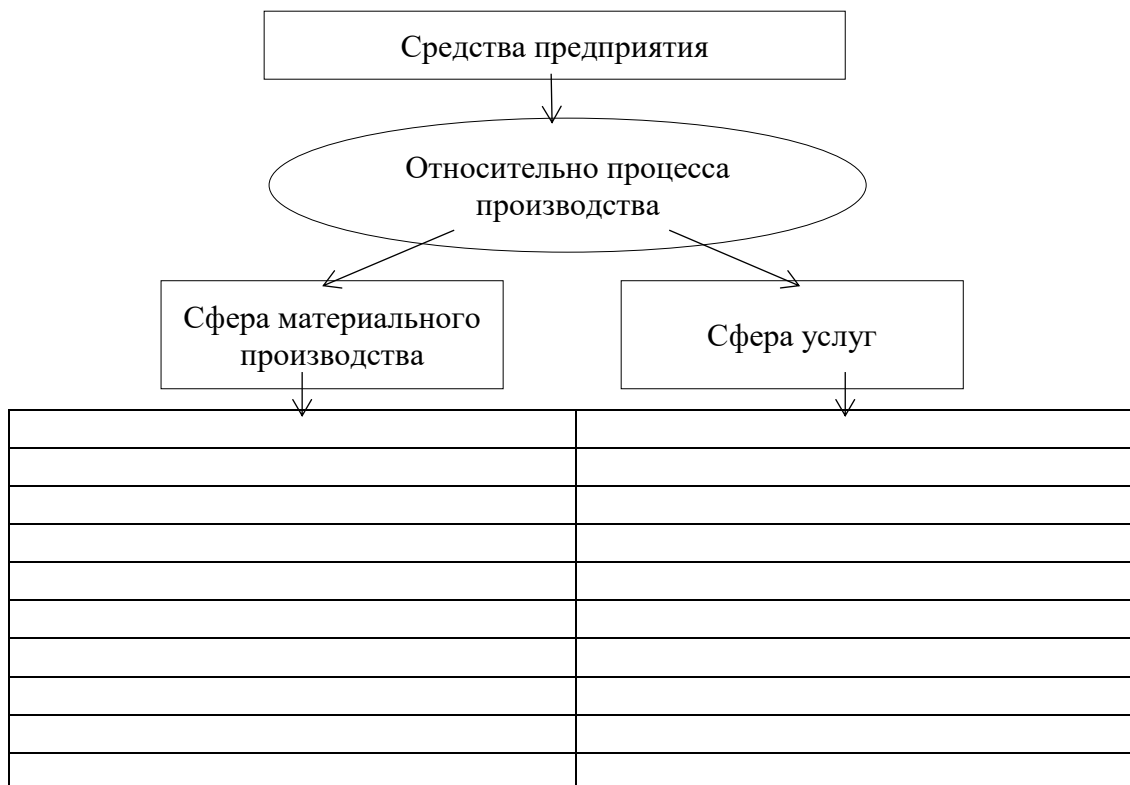 Средства предприятия
Относительно процесса
производства
Сфера материального
производства
Сфера услуг